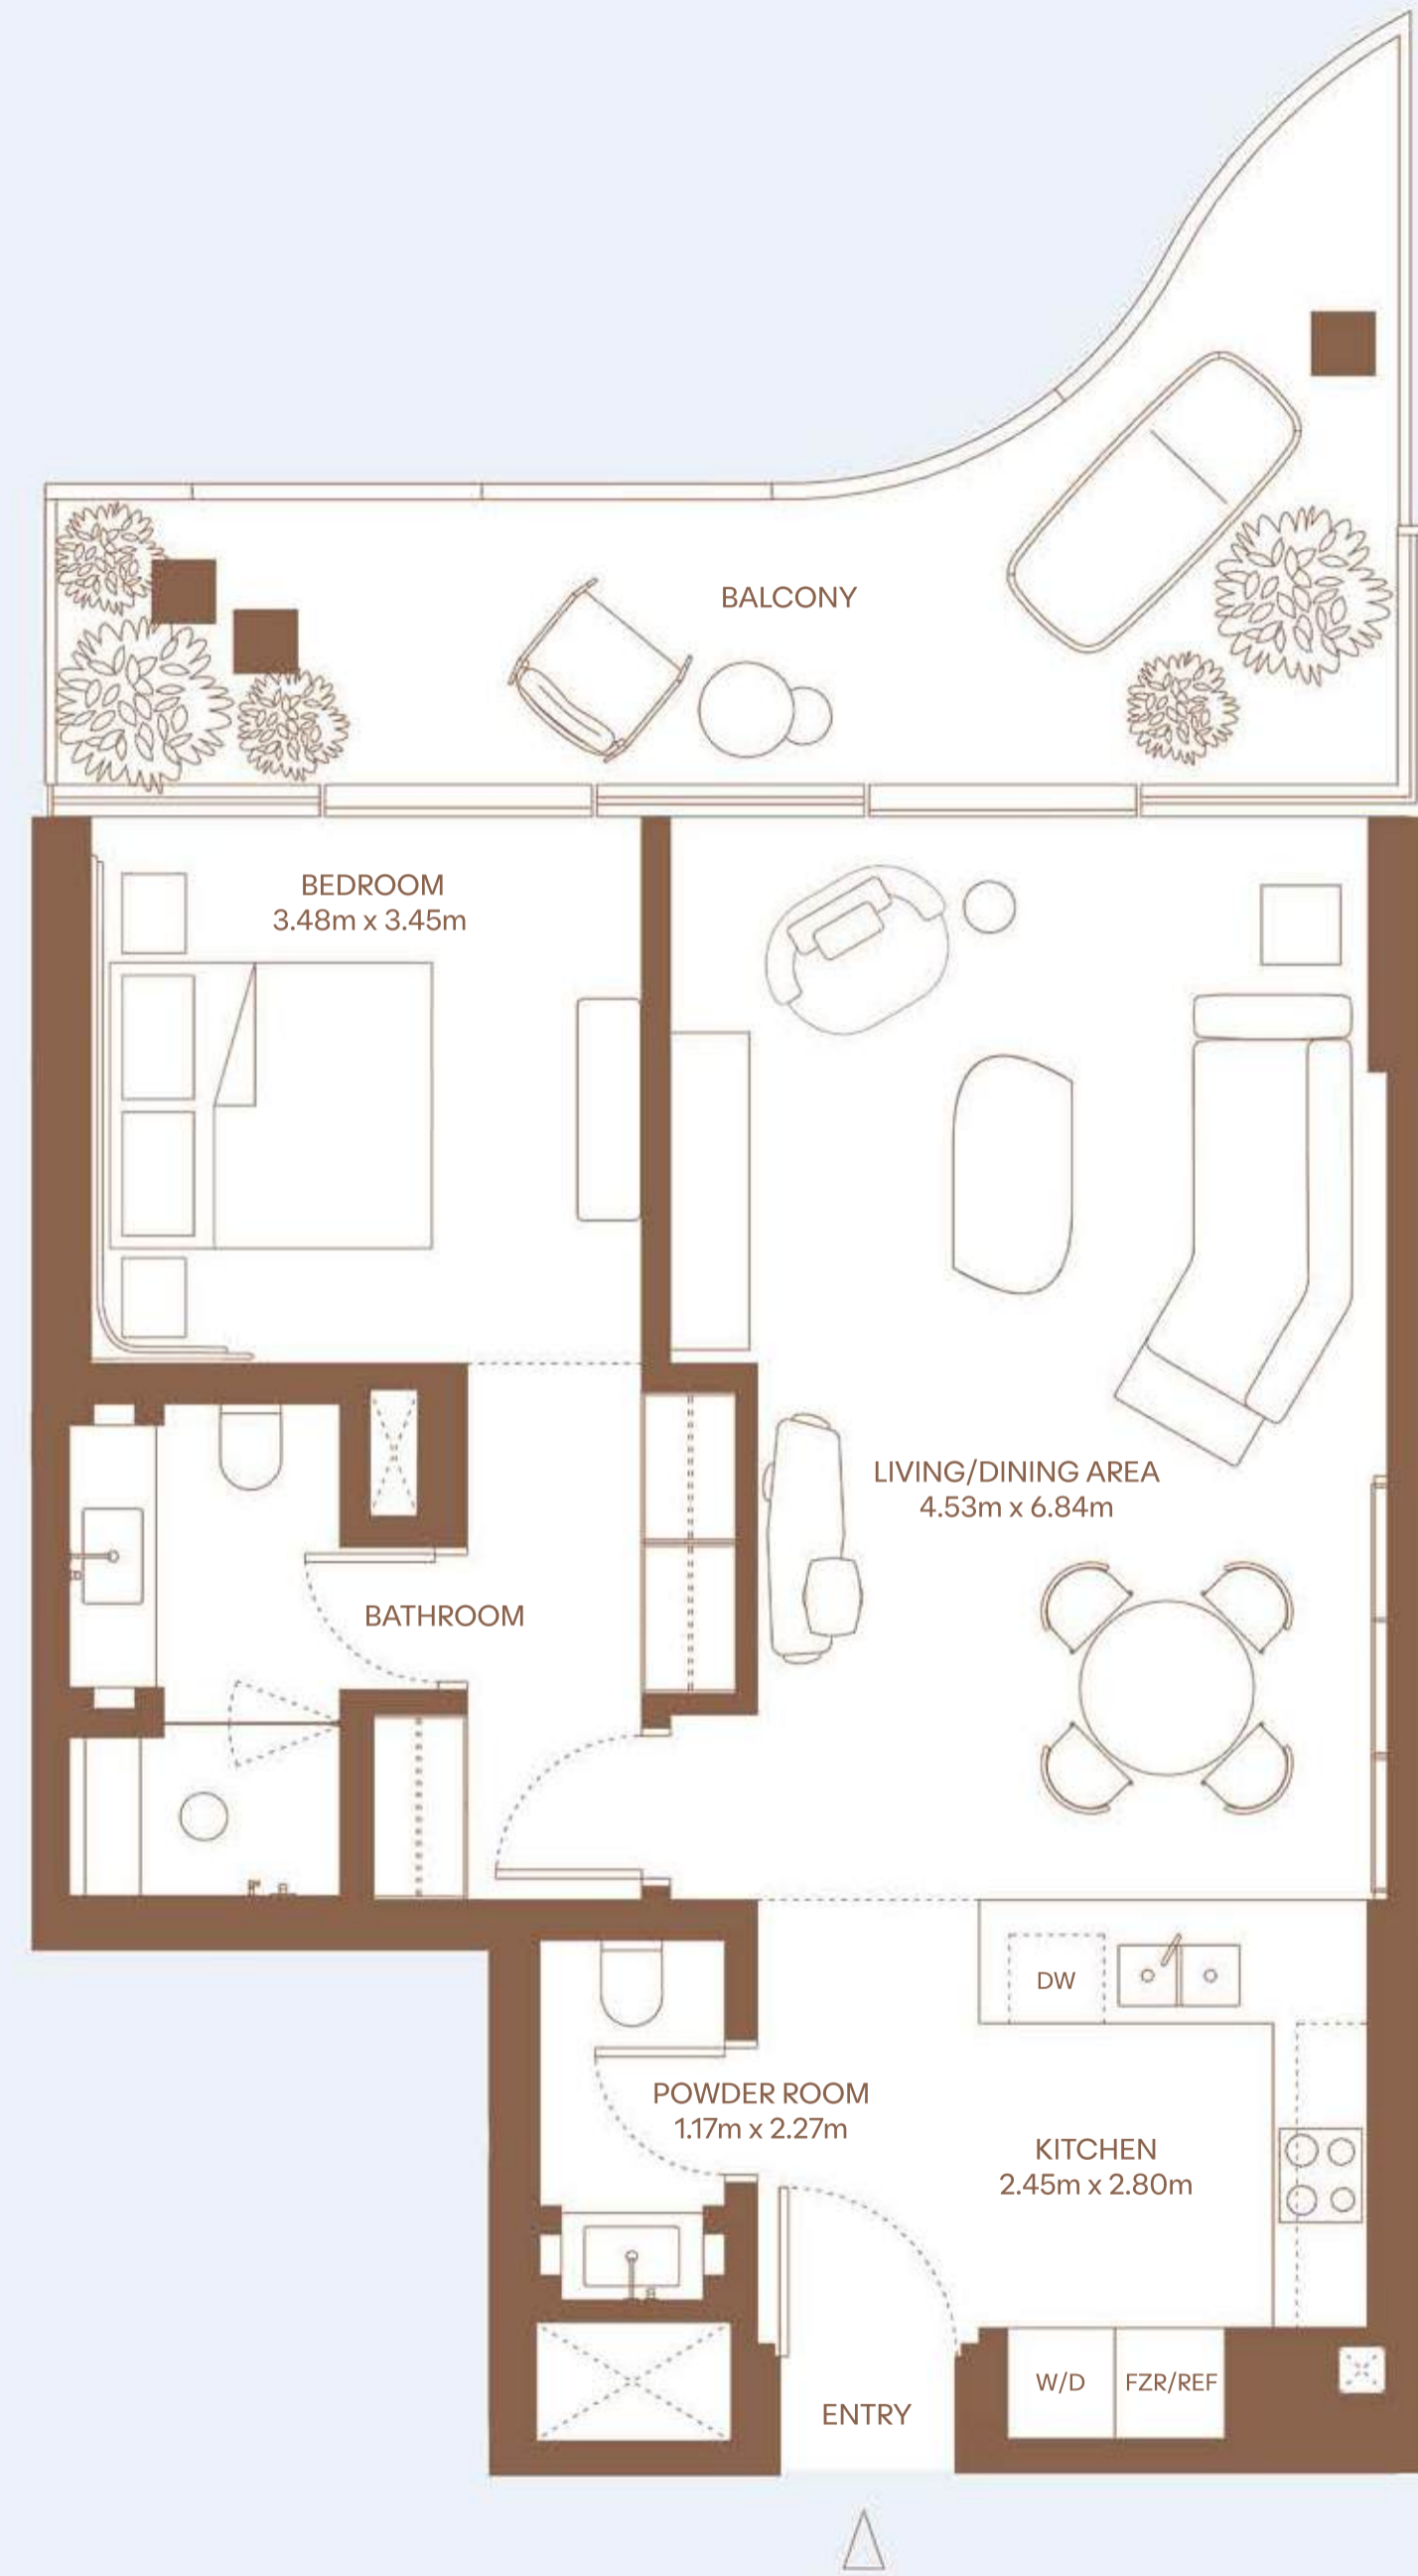 BALCONY
BEDROOM
3.48m x 3.45m
LIVING/DINING AREA
4.53m x 6.84m
BATHROOM
DW
POWDER ROOM
1.17m x 2.27m
KITCHEN
2.45m x 2.80m
W/D
FZR/REF
ENTRY